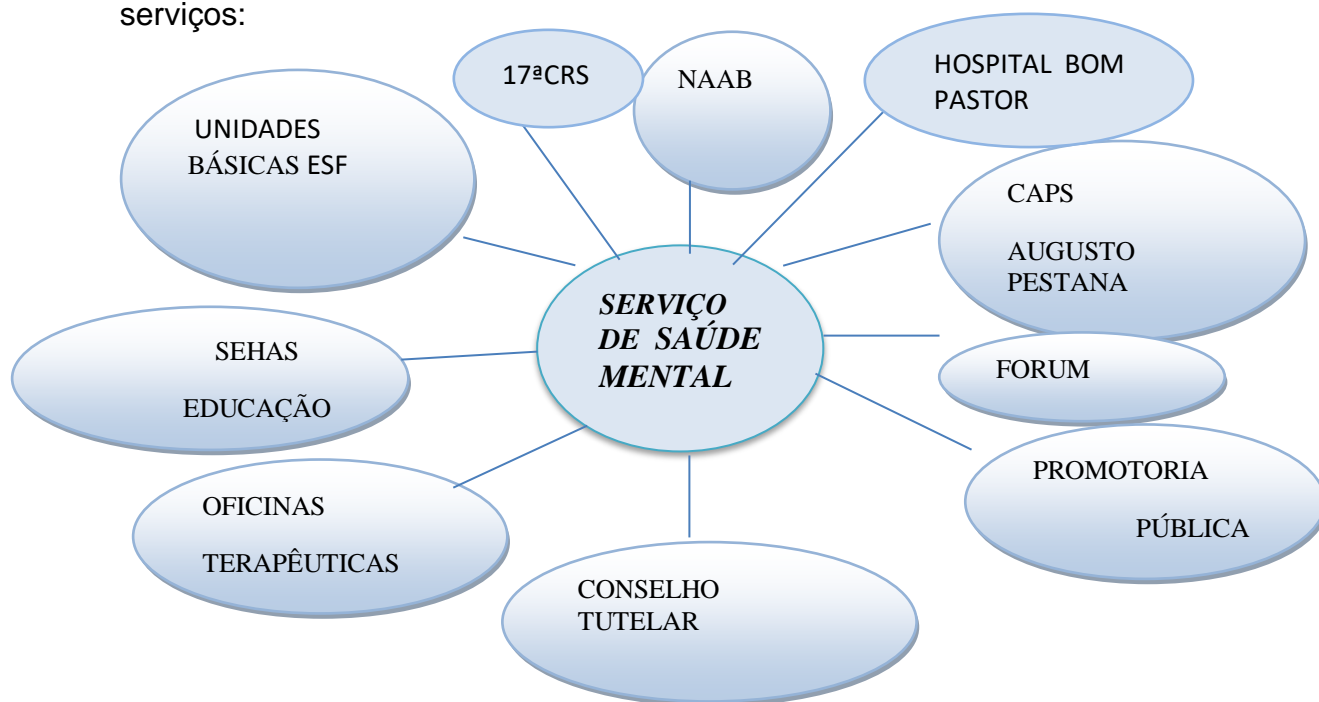 serviços:
17ªCRS
NAAB
HOSPITAL BOM
PASTOR
UNIDADES
BÁSICAS ESF
CAPS
AUGUSTO
PESTANA
SERVIÇO
DE SAÚDE
MENTAL
SEHAS
EDUCAÇÃO
FORUM
OFICINAS
TERAPÊUTICAS
PROMOTORIA
PÚBLICA
CONSELHO
TUTELAR